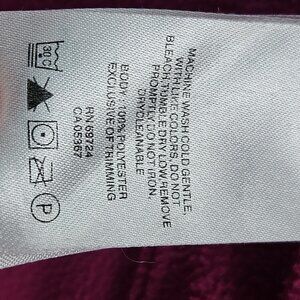 30°C
P
MACHINE WASH COLD GENTLE,
WITH LIKE COLORS, DO NOT
BLEACH,TUMBLE DRY LOW,REMOVE
PROMPTLY,DO NOT IRON,
DRYCLEANABLE
BODY: 100% POLYESTER
EXCLUSIVE OF TRIMMING
RN 69724
CA 05367